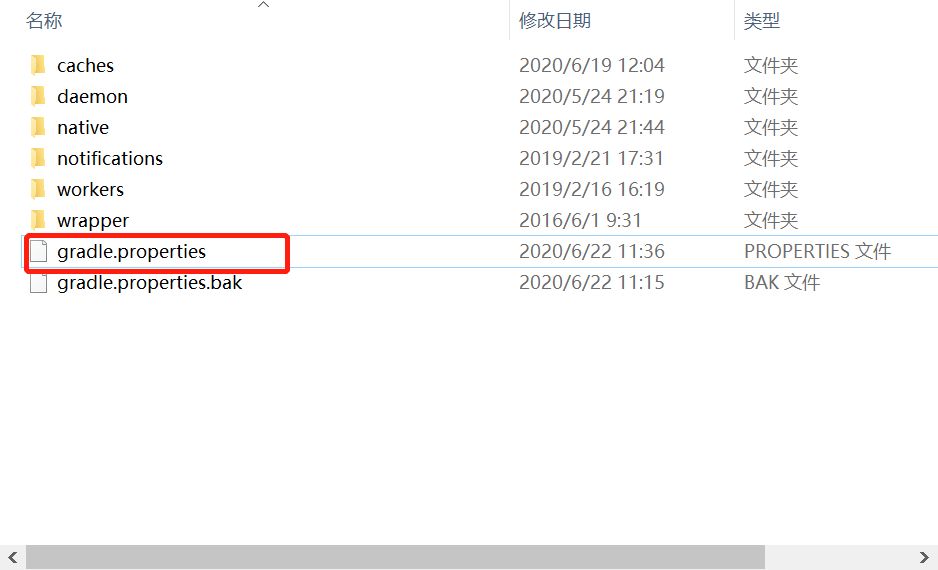 名称 修改日期 类型
caches 2020/6/19 12:04 文件夹
daemon 2020/5/24 21:19 文件夹
native 2020/5/24 21:44 文件夹
notifications 2019/2/21 17:31 文件夹
workers 2019/2/16 16:19 文件夹
wrapper 2016/6/1 9:31 文件夹
gradle.properties 2020/6/22 11:36 PROPERTIES 文件
gradle.properties.bak 2020/6/22 11:15 BAK 文件